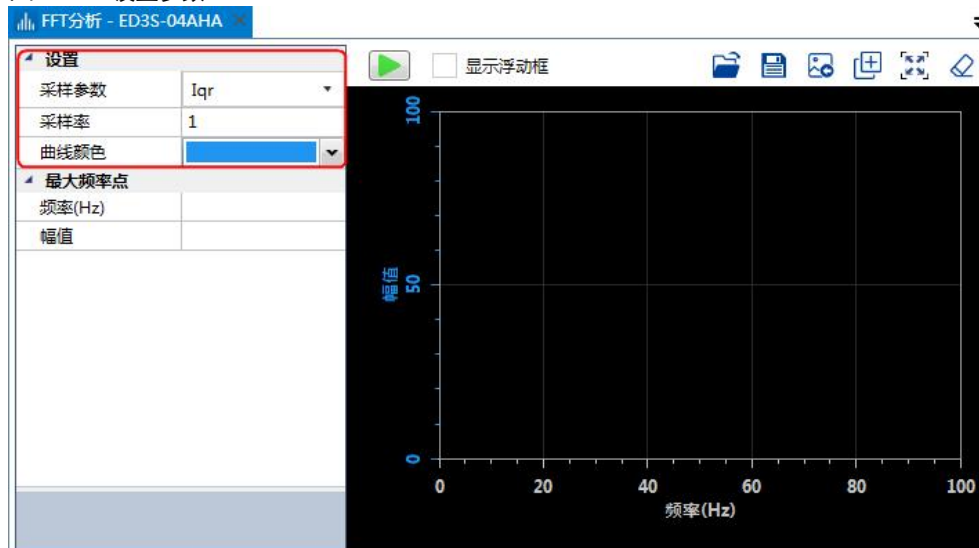 FFT分析 - ED3S-04AHA
设置
采样参数 Iqr
采样率 1
曲线颜色
最大频率点
频率(Hz)
幅值
显示浮动框
100
幅值
50
0
0 20 40 60 80 100
频率(Hz)